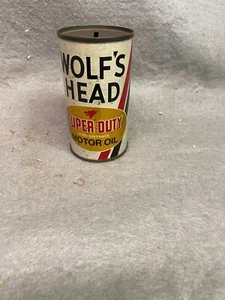 WOLF'S
HEAD
SUPER DUTY
MOTOR OIL